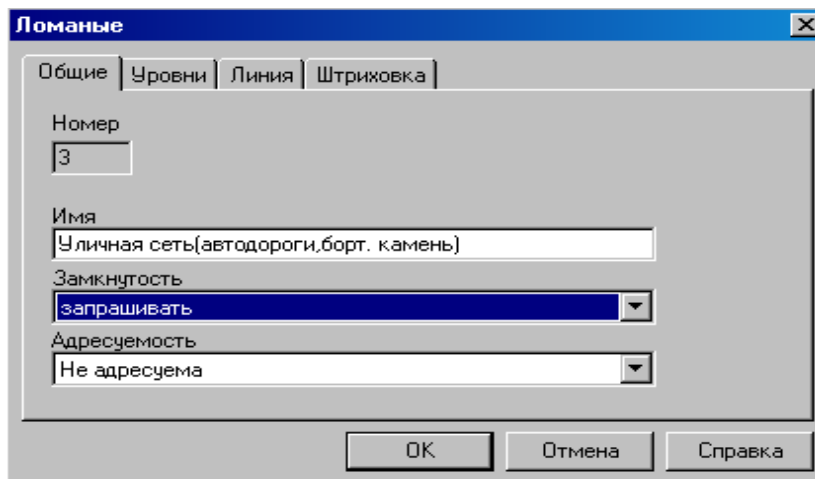 Ломаные
Общие Уровни Линия Штриховка
Номер
3
Имя
Уличная сеть(автодороги,борт. камень)
Замкнутость
запрашивать
Адресуемость
Не адресуема
OK Отмена Справка